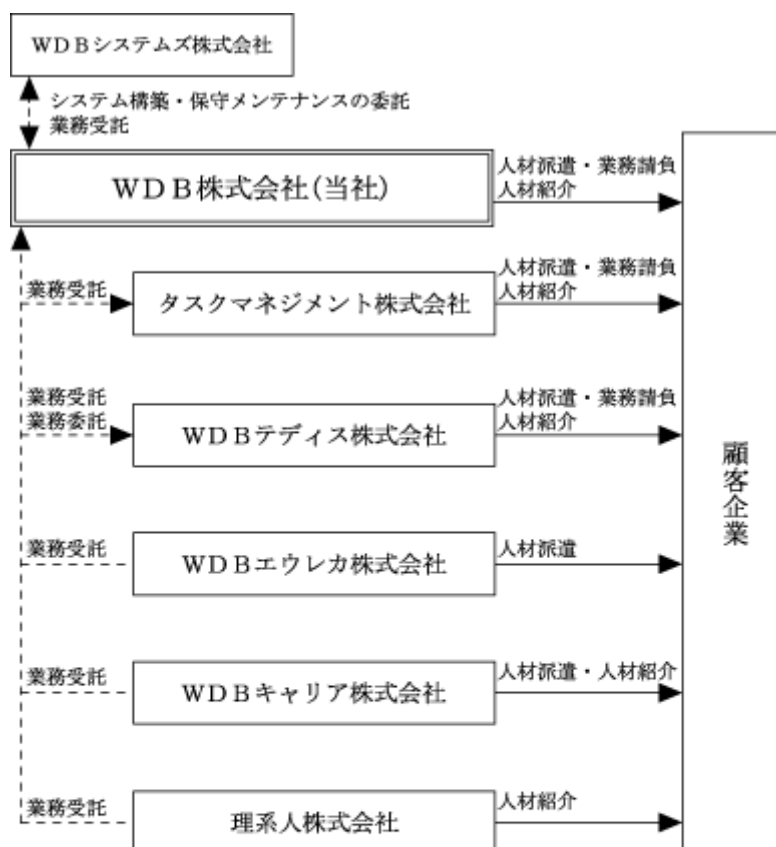 WDBシステムズ株式会社
システム構築・保守メンテナンスの委託
業務受託
WDB株式会社(当社)
人材派遣・業務請負
人材紹介
業務受託
タスクマネジメント株式会社
人材派遣・業務請負
人材紹介
業務受託
業務委託
WDBテディス株式会社
人材派遣・業務請負
人材紹介
業務受託
WDBエウレカ株式会社
人材派遣
業務受託
WDBキャリア株式会社
人材派遣・人材紹介
業務受託
理系人株式会社
人材紹介
顧客企業